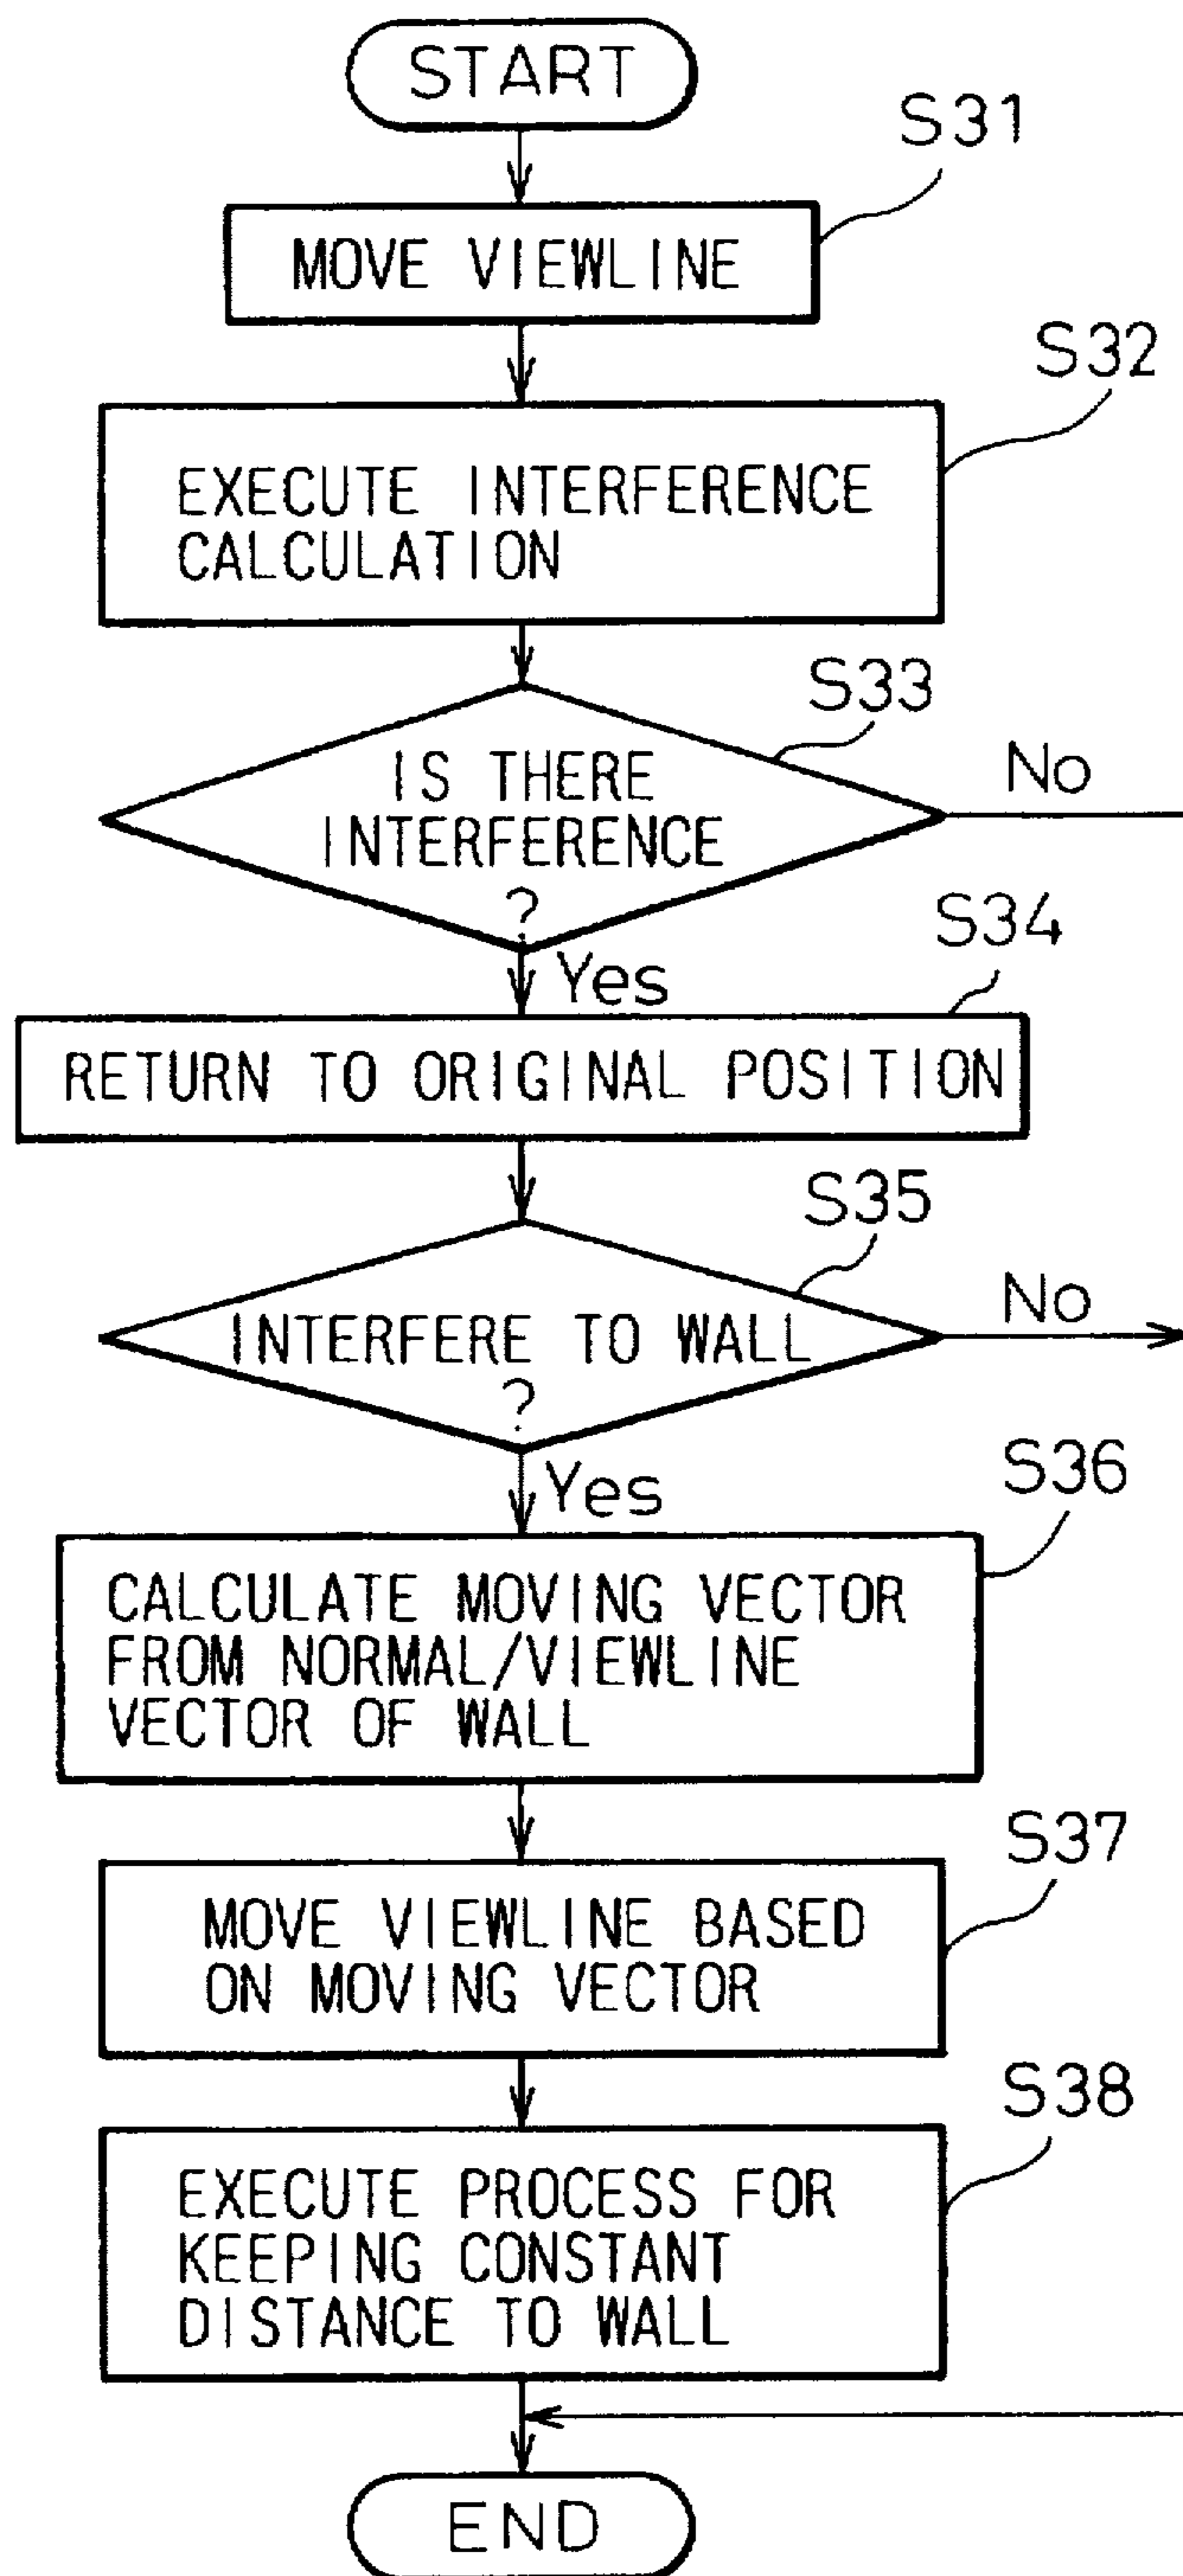 START
S31
MOVE VIEWLINE
S32
EXECUTE INTERFERENCE
CALCULATION
S33
IS THERE
INTERFERENCE
?
No
Yes
S34
RETURN TO ORIGINAL POSITION
S35
INTERFERE TO WALL
?
No
Yes
S36
CALCULATE MOVING VECTOR
FROM NORMAL/VIEWLINE
VECTOR OF WALL
S37
MOVE VIEWLINE BASED
ON MOVING VECTOR
S38
EXECUTE PROCESS FOR
KEEPING CONSTANT
DISTANCE TO WALL
END